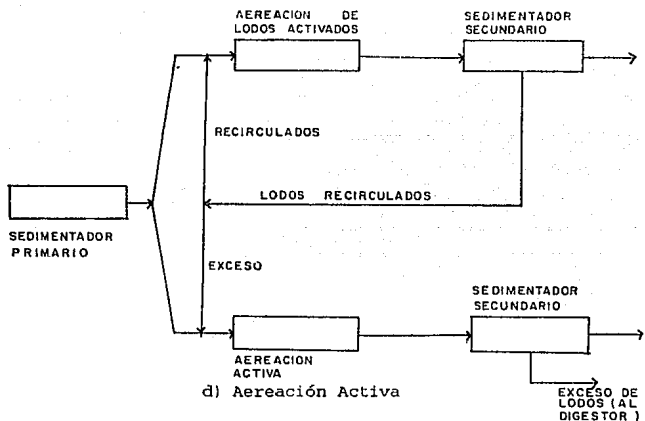 AEREACION DE
LODOS ACTIVADOS
SEDIMENTADOR
SECUNDARIO
RECIRCULADOS
LODOS RECIRCULADOS
SEDIMENTADOR
PRIMARIO
EXCESO
SEDIMENTADOR
SECUNDARIO
AEREACION
ACTIVA
d) Aereación Activa
EXCESO DE
LODOS (AL
DIGESTOR)